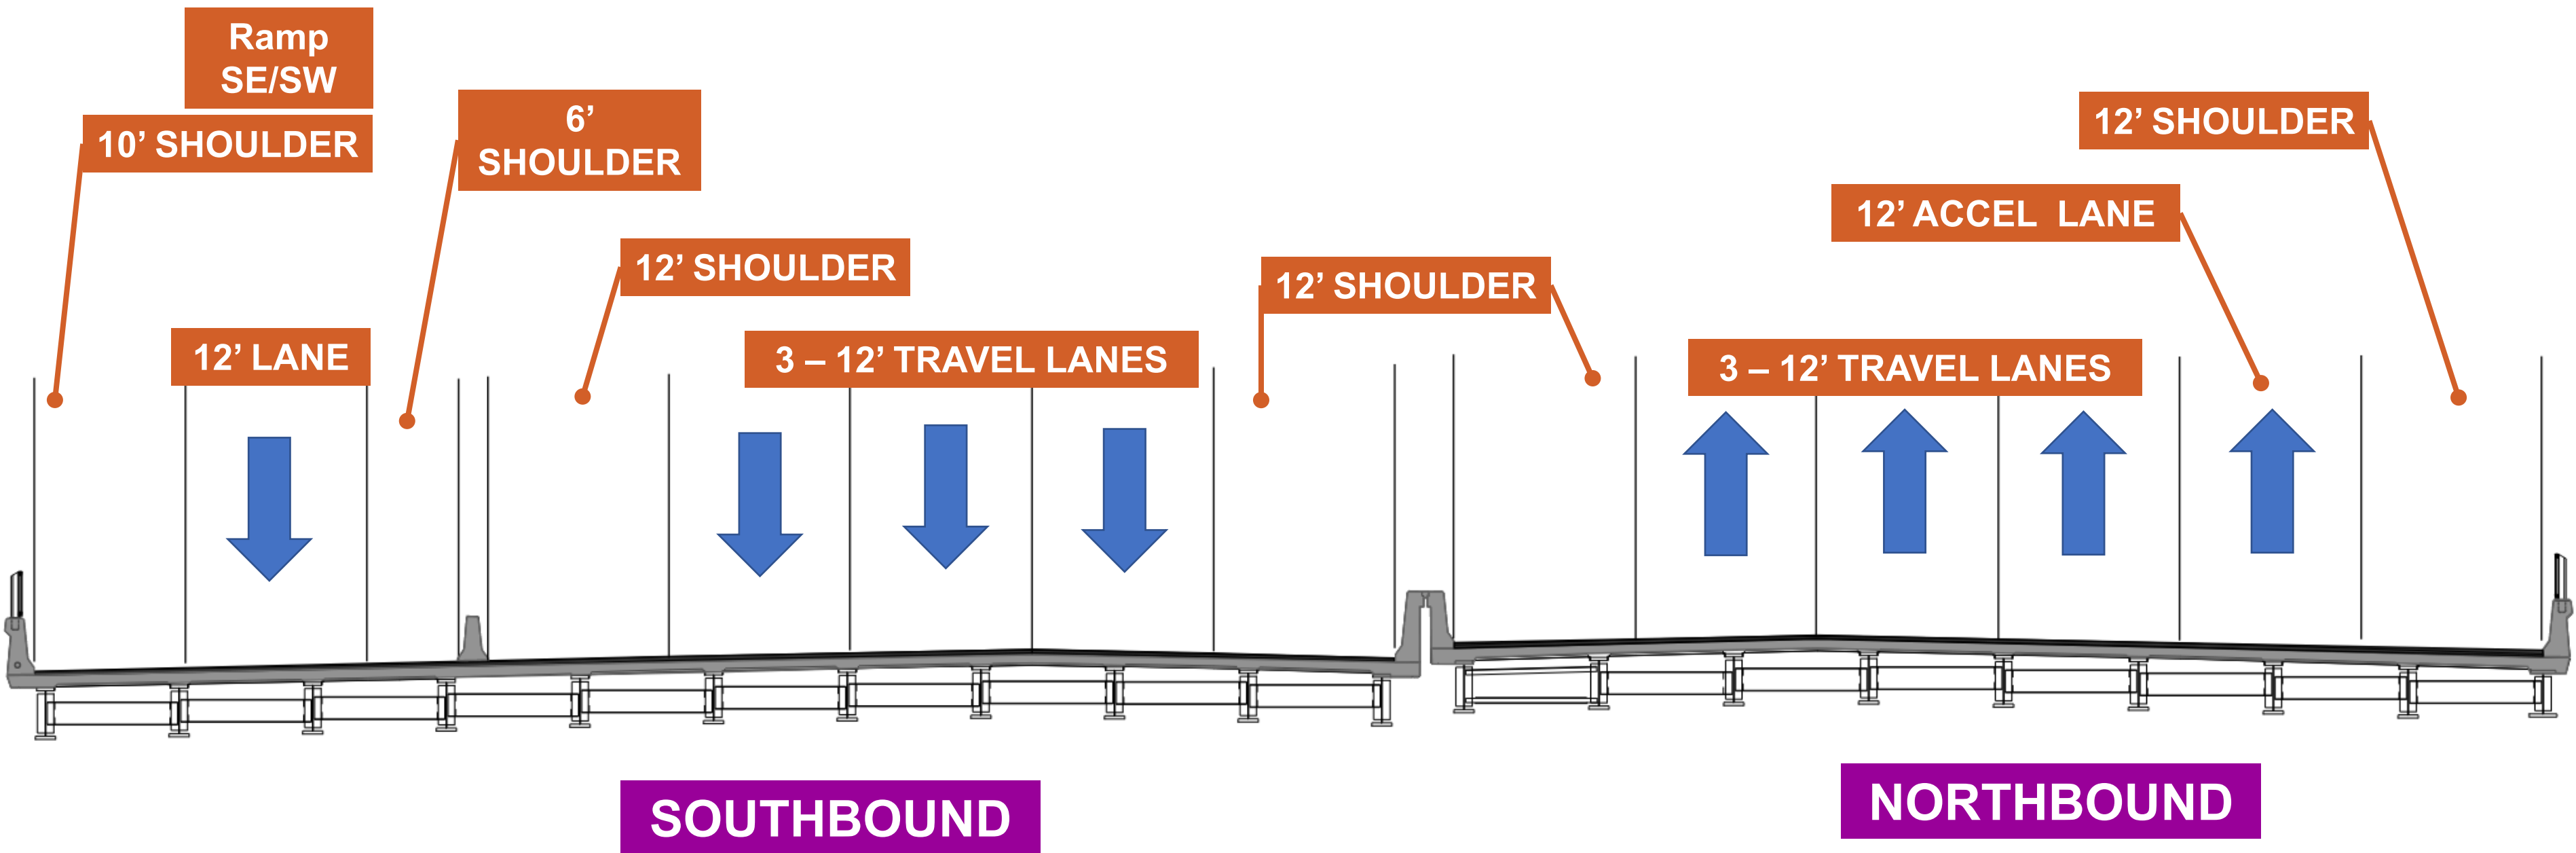 Ramp
SE/SW
10’ SHOULDER
6’
SHOULDER
12’ SHOULDER
12’ LANE
3 – 12’ TRAVEL LANES
12’ SHOULDER
3 – 12’ TRAVEL LANES
12’ ACCEL LANE
12’ SHOULDER
SOUTHBOUND
NORTHBOUND